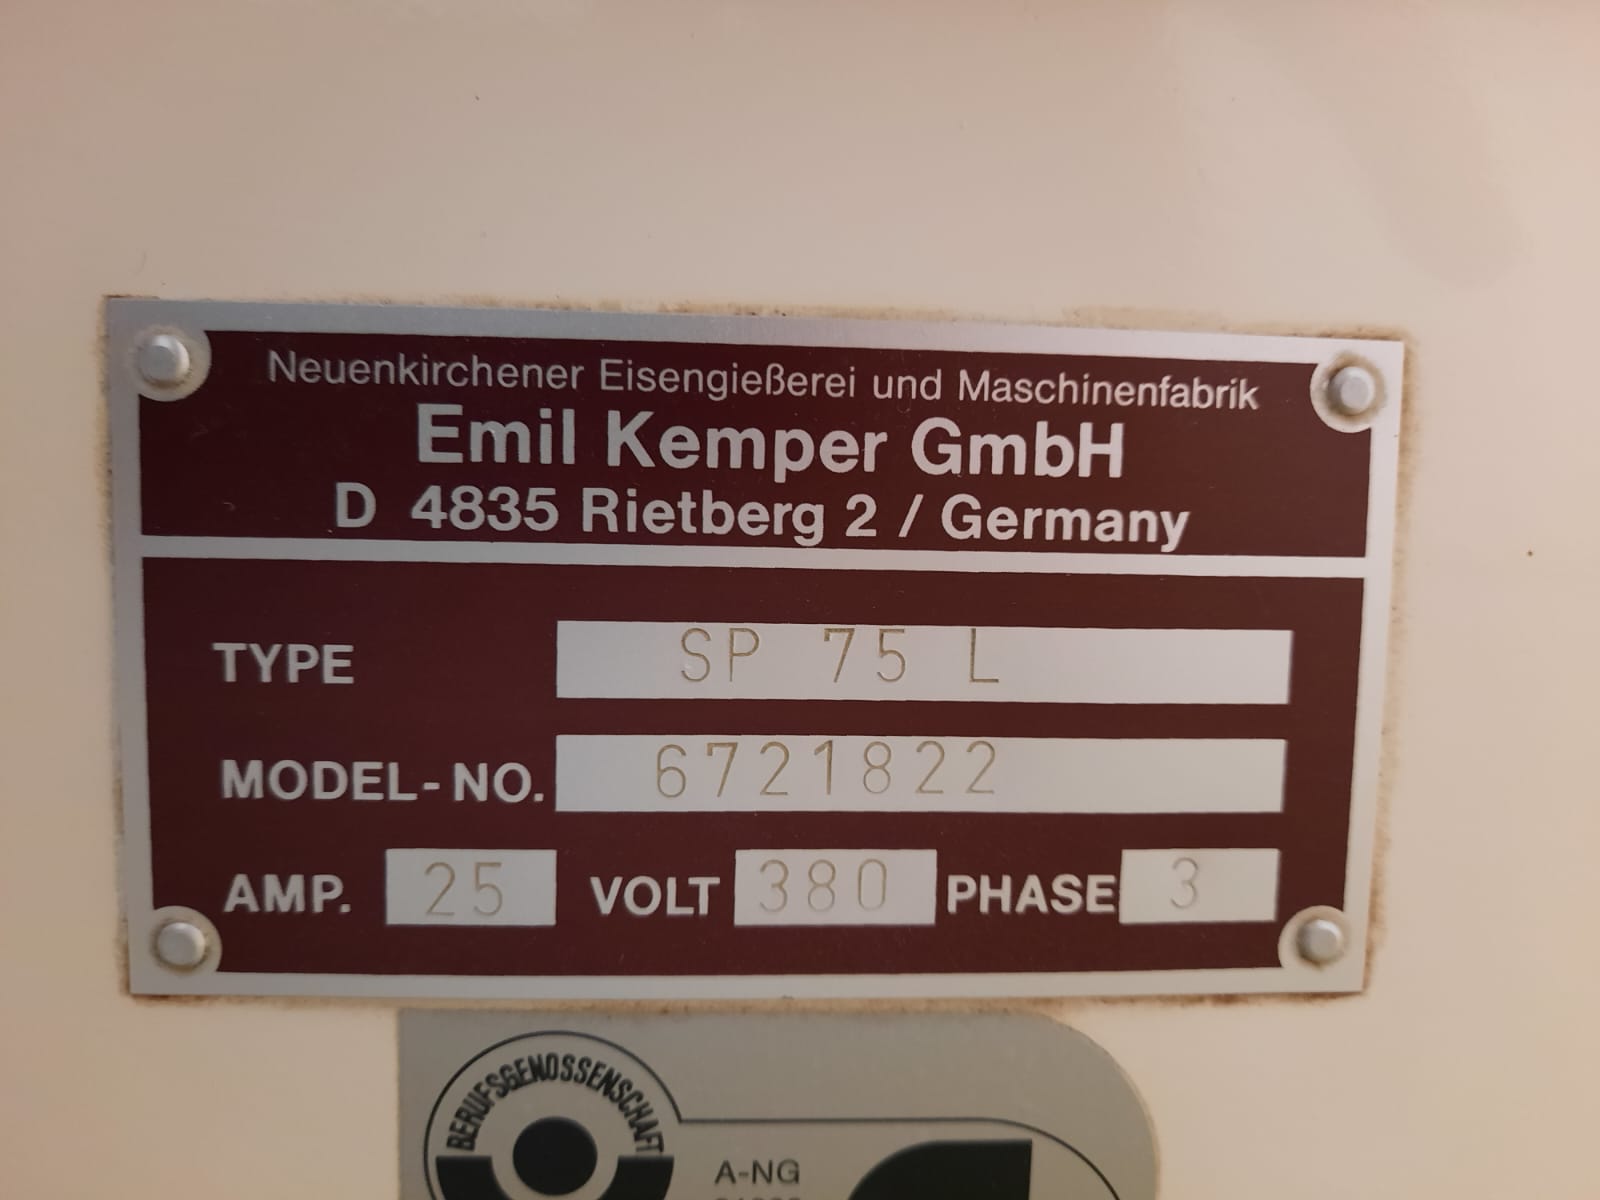 Neuenkirchener Eisengießerei und Maschinenfabrik
Emil Kemper GmbH
D 4835 Rietberg 2 / Germany
TYPE SP 75 L
MODEL-NO. 6721822
AMP. 25 VOLT 380 PHASE 3
BERUFSGENOSSENSCHAFT
A-NG